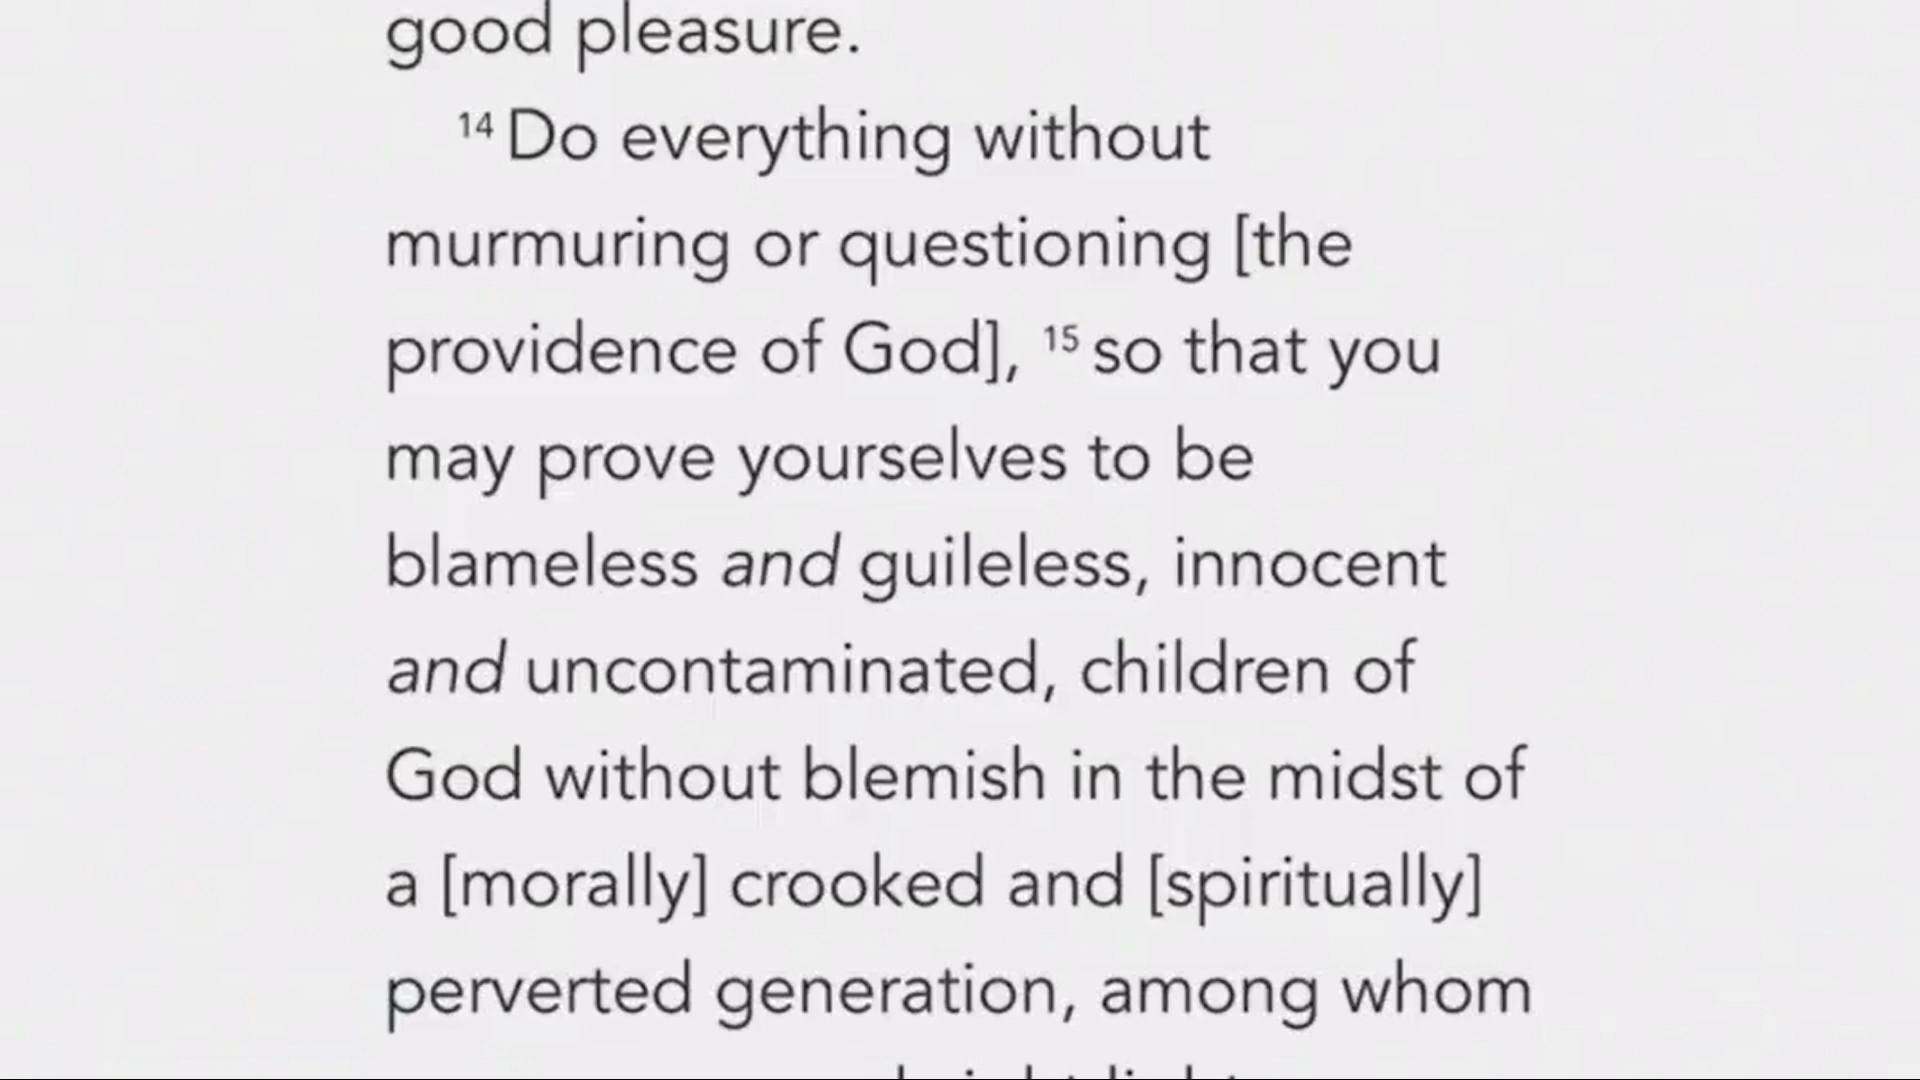 good pleasure.
14 Do everything without
murmuring or questioning [the
providence of God], 15 so that you
may prove yourselves to be
blameless and guileless, innocent
and uncontaminated, children of
God without blemish in the midst of
a [morally] crooked and [spiritually]
perverted generation, among whom